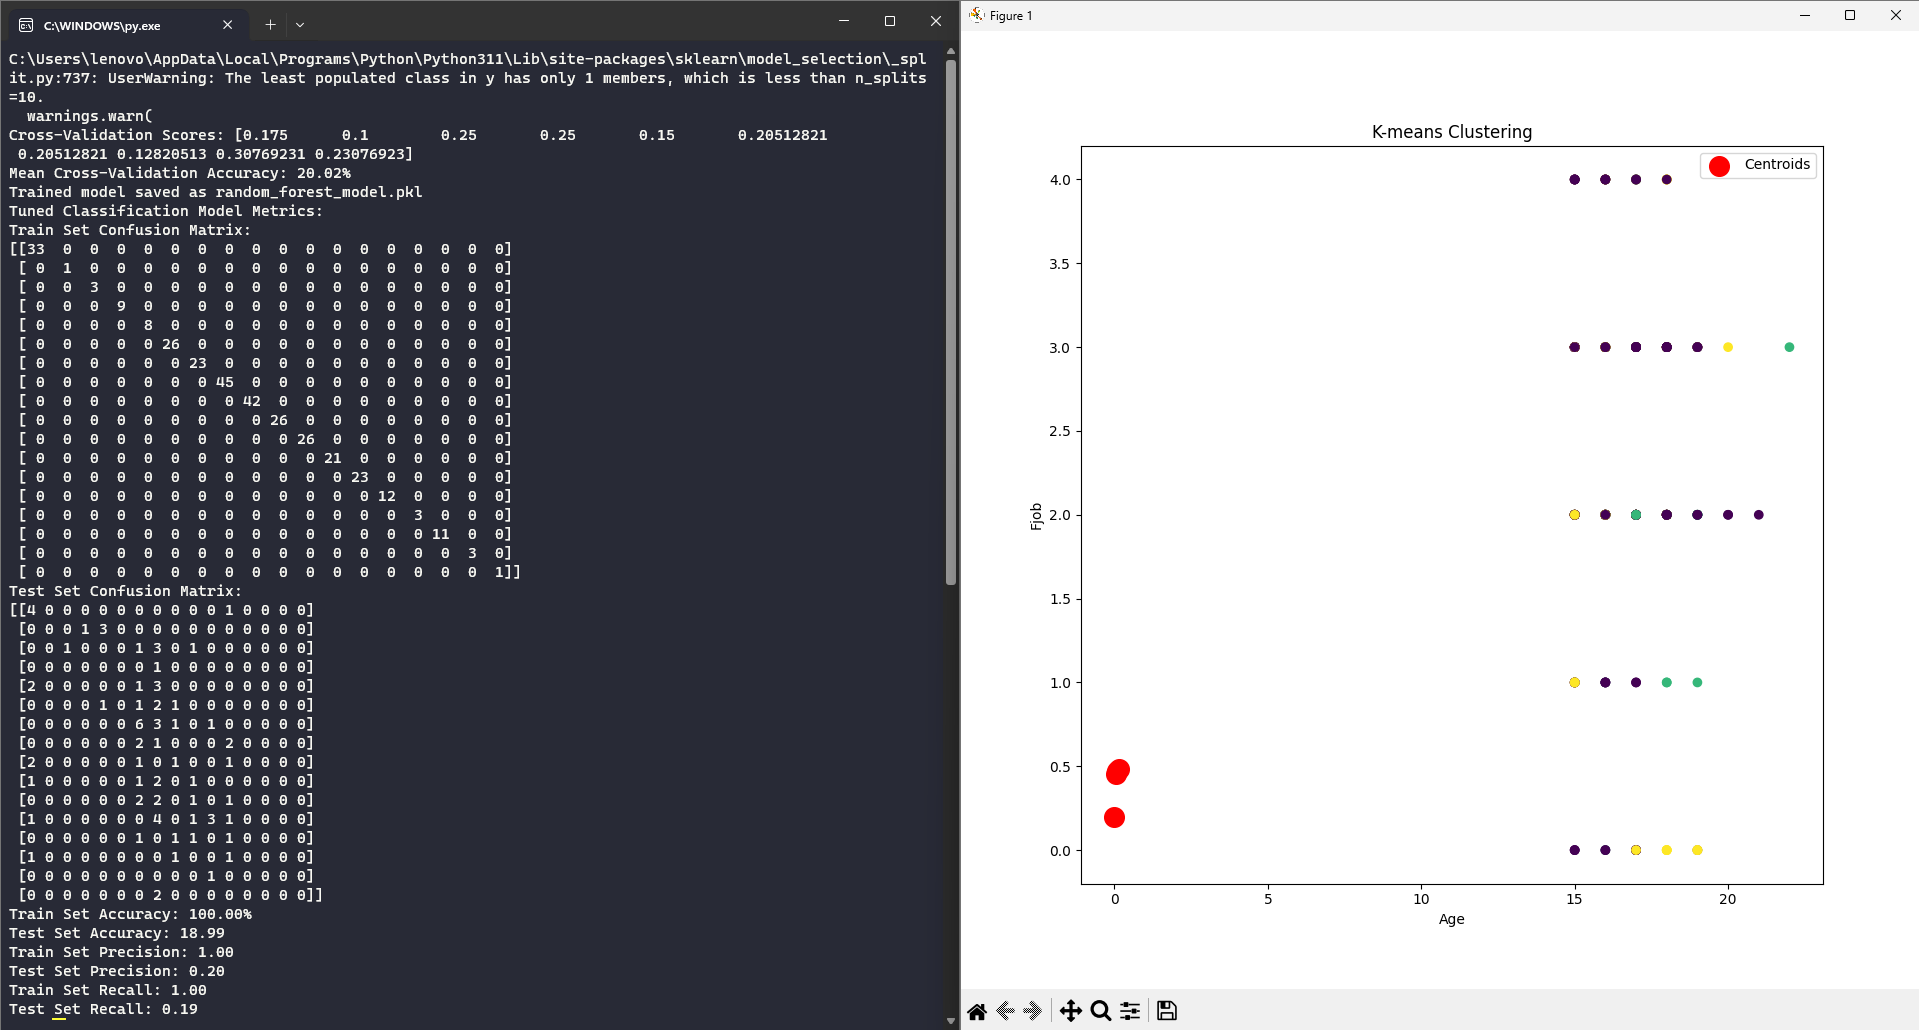 C:\WINDOWS\py.exe
C:\Users\lenovo\AppData\Local\Programs\Python\Python311\Lib\site-packages\sklearn\model_selection\_spl
it.py:737: UserWarning: The least populated class in y has only 1 members, which is less than n_splits
=10.
  warnings.warn(
Cross-Validation Scores: [0.175      0.1        0.25       0.25       0.15       0.20512821
 0.20512821 0.12820513 0.30769231 0.23076923]
Mean Cross-Validation Accuracy: 20.02%
Trained model saved as random_forest_model.pkl
Tuned Classification Model Metrics:
Train Set Confusion Matrix:
[[33  0  0  0  0  0  0  0  0  0  0  0  0  0  0  0  0  0]
 [ 0  1  0  0  0  0  0  0  0  0  0  0  0  0  0  0  0  0]
 [ 0  0  3  0  0  0  0  0  0  0  0  0  0  0  0  0  0  0]
 [ 0  0  0  9  0  0  0  0  0  0  0  0  0  0  0  0  0  0]
 [ 0  0  0  0  8  0  0  0  0  0  0  0  0  0  0  0  0  0]
 [ 0  0  0  0  0 26  0  0  0  0  0  0  0  0  0  0  0  0]
 [ 0  0  0  0  0  0 23  0  0  0  0  0  0  0  0  0  0  0]
 [ 0  0  0  0  0  0  0 45  0  0  0  0  0  0  0  0  0  0]
 [ 0  0  0  0  0  0  0  0 42  0  0  0  0  0  0  0  0  0]
 [ 0  0  0  0  0  0  0  0  0 26  0  0  0  0  0  0  0  0]
 [ 0  0  0  0  0  0  0  0  0  0 26  0  0  0  0  0  0  0]
 [ 0  0  0  0  0  0  0  0  0  0  0 21  0  0  0  0  0  0]
 [ 0  0  0  0  0  0  0  0  0  0  0  0 23  0  0  0  0  0]
 [ 0  0  0  0  0  0  0  0  0  0  0  0  0 12  0  0  0  0]
 [ 0  0  0  0  0  0  0  0  0  0  0  0  0  0  3  0  0  0]
 [ 0  0  0  0  0  0  0  0  0  0  0  0  0  0  0 11  0  0]
 [ 0  0  0  0  0  0  0  0  0  0  0  0  0  0  0  0  3  0]
 [ 0  0  0  0  0  0  0  0  0  0  0  0  0  0  0  0  0  1]]
Test Set Confusion Matrix:
[[4 0 0 0 0 0 0 0 0 0 0 1 0 0 0 0]
 [0 0 0 1 3 0 0 0 0 0 0 0 0 0 0 0]
 [0 0 1 0 0 0 1 3 0 1 0 0 0 0 0 0]
 [0 0 0 0 0 0 0 1 0 0 0 0 0 0 0 0]
 [2 0 0 0 0 0 1 3 0 0 0 0 0 0 0 0]
 [0 0 0 0 1 0 1 2 1 0 0 0 0 0 0 0]
 [0 0 0 0 0 0 6 3 1 0 1 0 0 0 0 0]
 [0 0 0 0 0 0 2 1 0 0 0 2 0 0 0 0]
 [2 0 0 0 0 0 1 0 1 0 0 1 0 0 0 0]
 [1 0 0 0 0 0 1 2 0 1 0 0 0 0 0 0]
 [0 0 0 0 0 0 2 2 0 1 0 1 0 0 0 0]
 [1 0 0 0 0 0 0 4 0 1 3 1 0 0 0 0]
 [0 0 0 0 0 0 1 0 1 1 0 1 0 0 0 0]
 [1 0 0 0 0 0 0 0 1 0 0 1 0 0 0 0]
 [0 0 0 0 0 0 0 0 0 0 1 0 0 0 0 0]
 [0 0 0 0 0 0 0 2 0 0 0 0 0 0 0 0]]
Train Set Accuracy: 100.00%
Test Set Accuracy: 18.99
Train Set Precision: 1.00
Test Set Precision: 0.20
Train Set Recall: 1.00
Test Set Recall: 0.19
Figure 1
K-means Clustering
Centroids
4.0
3.5
3.0
2.5
2.0
1.5
1.0
0.5
0.0
Fjob
0 5 10 15 20
Age